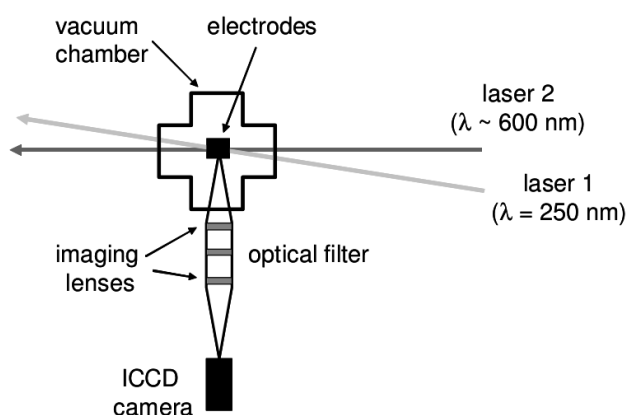 vacuum
chamber
electrodes
laser 2
(λ ~ 600 nm)
laser 1
(λ = 250 nm)
imaging
lenses
optical filter
ICCD
camera